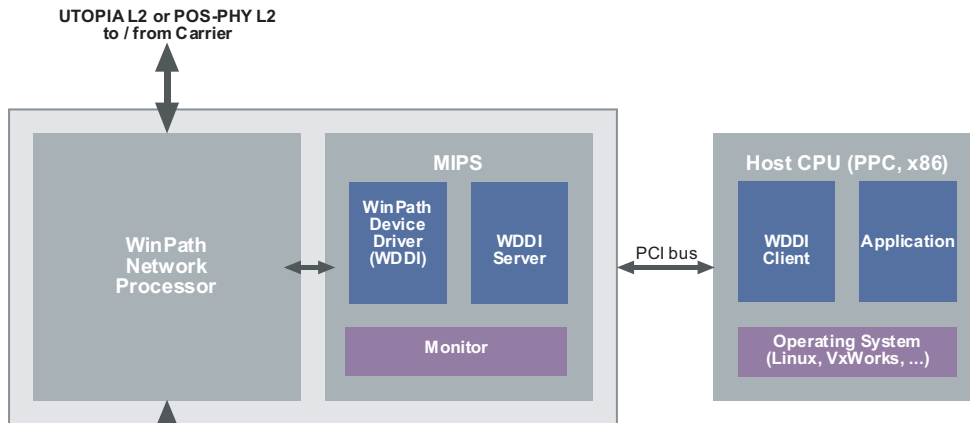 UTOPIA L2 or POS-PHY L2
to / from Carrier
WinPath
Network
Processor
MIPS
WinPath
Device
Driver
(WDDI)
WDDI
Server
Monitor
PCI bus
Host CPU (PPC, x86)
WDDI
Client
Application
Operating System
(Linux, VxWorks, ...)